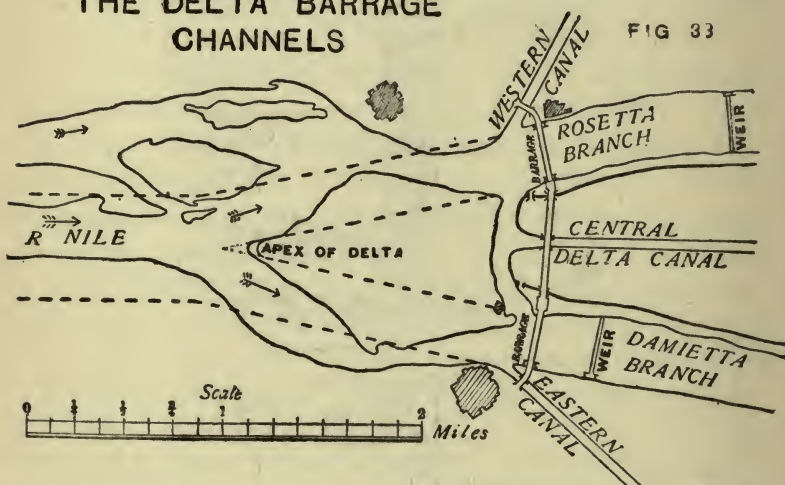 THE DELTA BARRAGE
CHANNELS
FIG 33
WESTERN
CANAL
ROSETTA
BRANCH
WEIR
BARRAGE
R NILE
APEX OF DELTA
CENTRAL
DELTA CANAL
BARRAGE
WEIR
DAMIETTA
BRANCH
EASTERN
CANAL
Scale
0 1 2
Miles